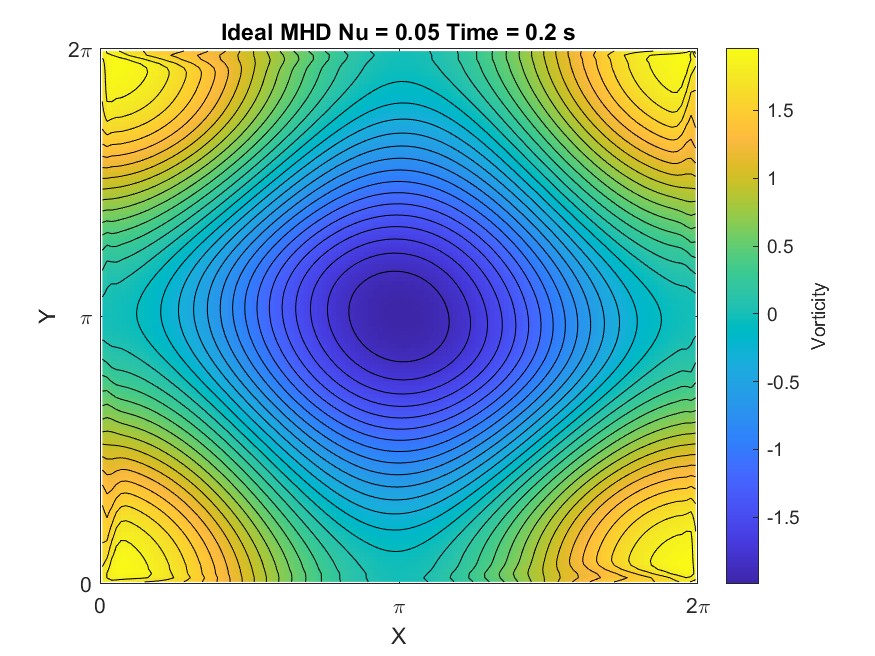 Ideal MHD Nu = 0.05 Time = 0.2 s
2π
π
0
Y
0 π 2π
X
1.5
1
0.5
0
-0.5
-1
-1.5
Vorticity